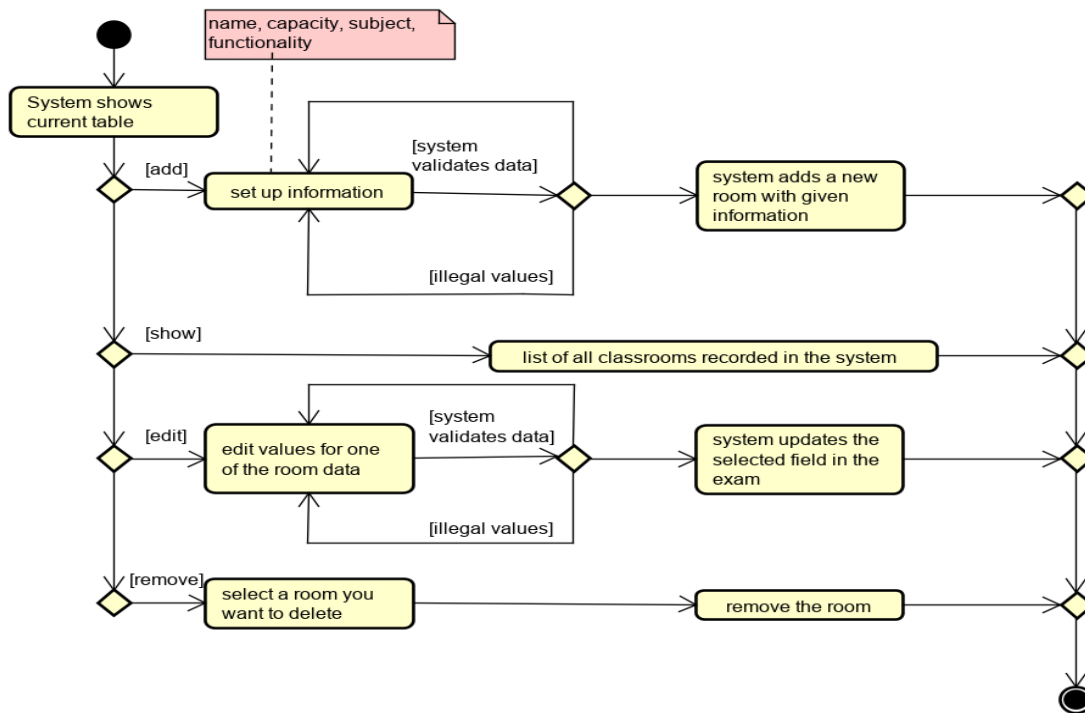 name, capacity, subject,
functionality
System shows
current table
[add]
set up information
[system
validates data]
system adds a new
room with given
information
[illegal values]
[show]
list of all classrooms recorded in the system
[edit]
edit values for one
of the room data
[system
validates data]
system updates the
selected field in the
exam
[illegal values]
[remove]
select a room you
want to delete
remove the room